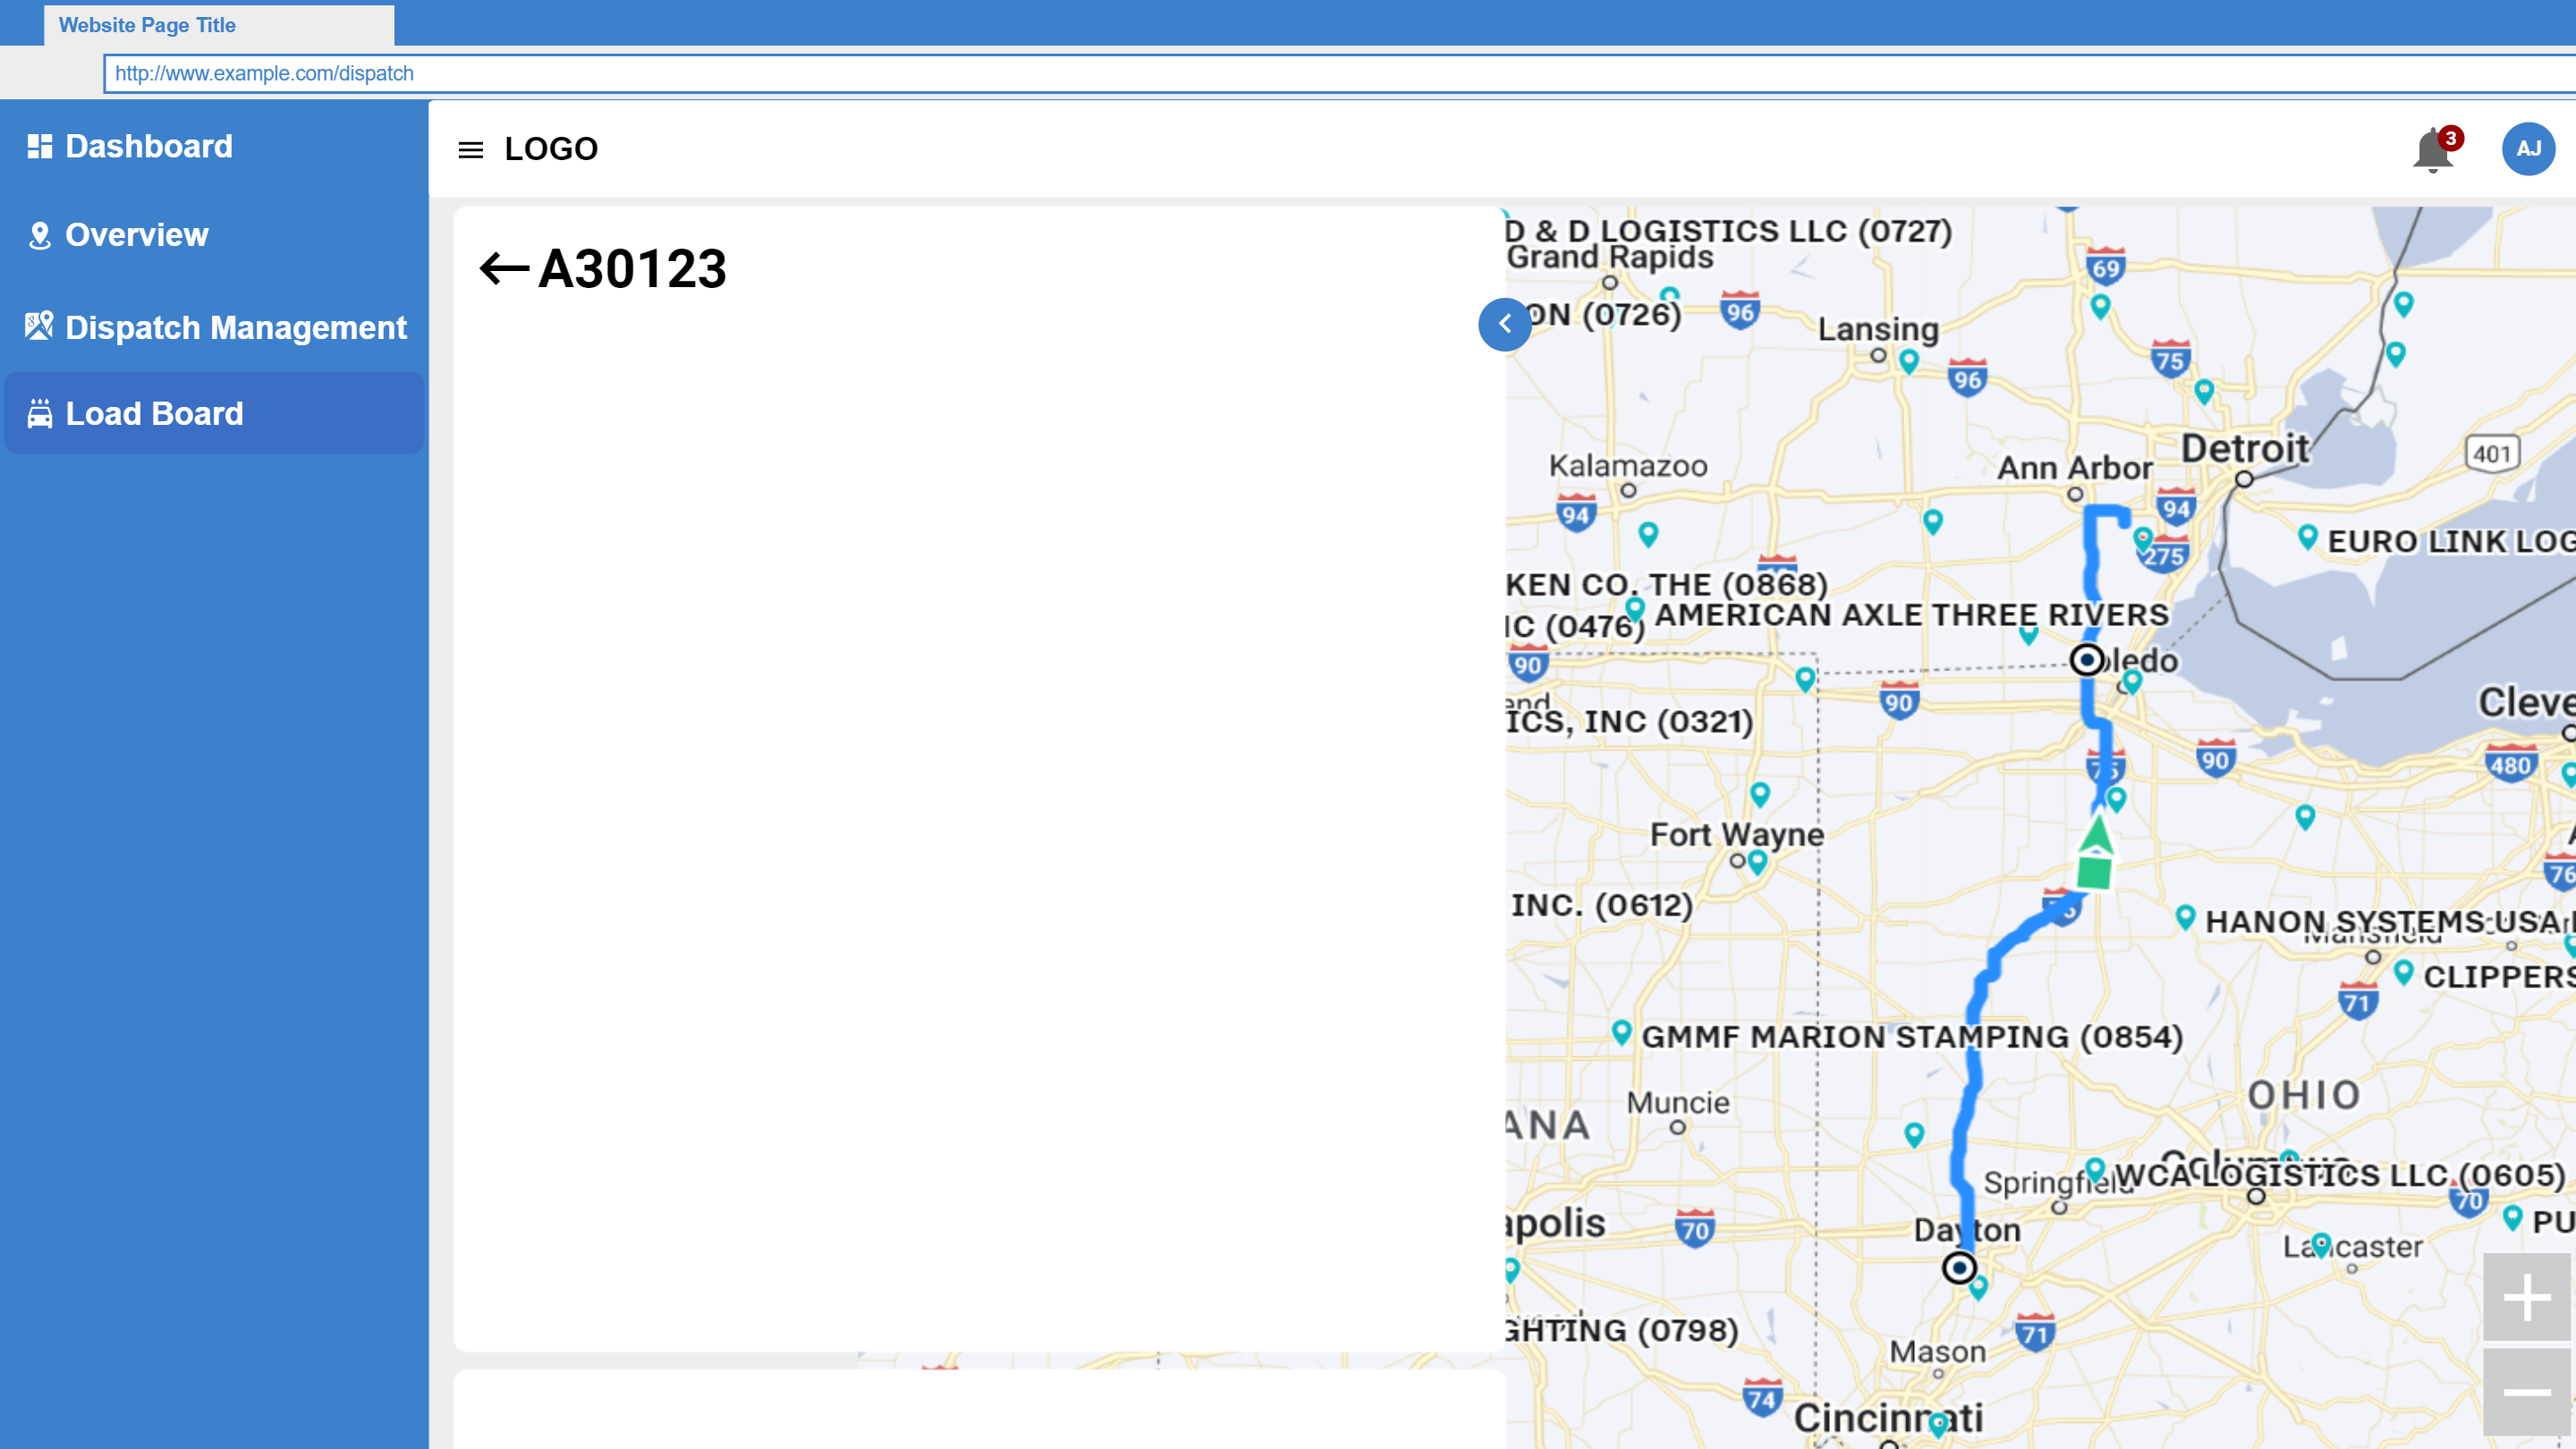 Website Page Title
http://www.example.com/dispatch
Dashboard
Overview
Dispatch Management
Load Board
LOGO
3
AJ
A30123
D & D LOGISTICS LLC (0727)
Grand Rapids
69
ON (0726)
96
Lansing
75
96
Detroit
401
Kalamazoo
Ann Arbor
94
94
EURO LINK LOG
275
KEN CO. THE (0868)
AMERICAN AXLE THREE RIVERS
IC (0476)
90
oledo
90
Cleve
end
ICS, INC (0321)
75
90
480
Fort Wayne
76
INC. (0612)
HANON SYSTEMS USA
Mansfield
CLIPPERS
71
GMMF MARION STAMPING (0854)
OHIO
Muncie
ANA
Columbus
WCA LOGISTICS LLC (0605)
Springfield
70
apolis
70
Dayton
PU
Lancaster
GHTING (0798)
71
Mason
74
Cincinnati